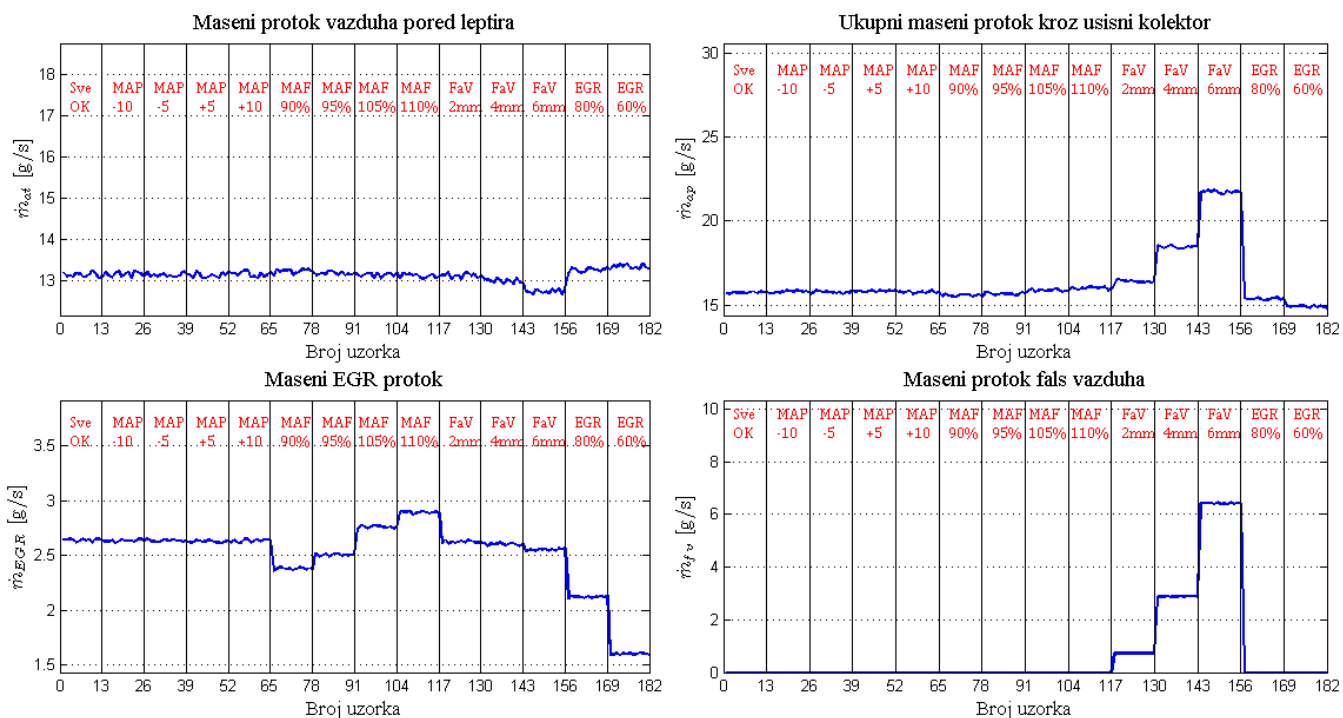 Maseni protok vazduha pored leptira
18
17
16
15
14
13
ṁat [g/s]
Sve MAP MAP MAP MAP MAF MAF MAF MAF FaV FaV FaV EGR EGR
OK -10 -5 +5 +10 90% 95% 105% 110% 2mm 4mm 6mm 80% 60%
0 13 26 39 52 65 78 91 104 117 130 143 156 169 182
Broj uzorka
Ukupni maseni protok kroz usisni kolektor
30
25
20
15
ṁap [g/s]
Sve MAP MAP MAP MAP MAF MAF MAF MAF FaV FaV FaV EGR EGR
OK -10 -5 +5 +10 90% 95% 105% 110% 2mm 4mm 6mm 80% 60%
0 13 26 39 52 65 78 91 104 117 130 143 156 169 182
Broj uzorka
Maseni EGR protok
3.5
3
2.5
2
1.5
ṁEGR [g/s]
Sve MAP MAP MAP MAP MAF MAF MAF MAF FaV FaV FaV EGR EGR
OK -10 -5 +5 +10 90% 95% 105% 110% 2mm 4mm 6mm 80% 60%
0 13 26 39 52 65 78 91 104 117 130 143 156 169 182
Broj uzorka
Maseni protok fals vazduha
10
8
6
4
2
0
ṁfv [g/s]
Sve MAP MAP MAP MAP MAF MAF MAF MAF FaV FaV FaV EGR EGR
OK -10 -5 +5 +10 90% 95% 105% 110% 2mm 4mm 6mm 80% 60%
0 13 26 39 52 65 78 91 104 117 130 143 156 169 182
Broj uzorka